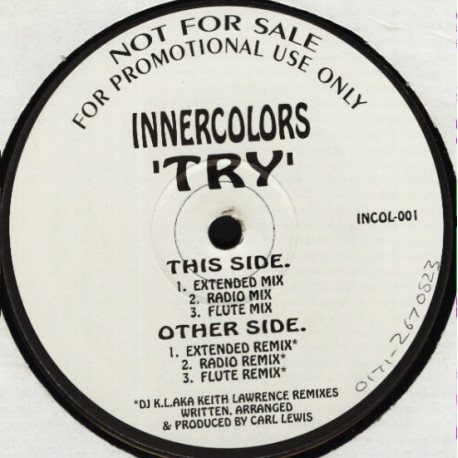 NOT FOR SALE
FOR PROMOTIONAL USE ONLY
INNERCOLORS
'TRY'
INCOL-001
THIS SIDE.
1. EXTENDED MIX
2. RADIO MIX
3. FLUTE MIX
OTHER SIDE.
1. EXTENDED REMIX*
2. RADIO REMIX*
3. FLUTE REMIX*
*DJ K.L.AKA KEITH LAWRENCE REMIXES
WRITTEN, ARRANGED
& PRODUCED BY CARL LEWIS
0171-2670823